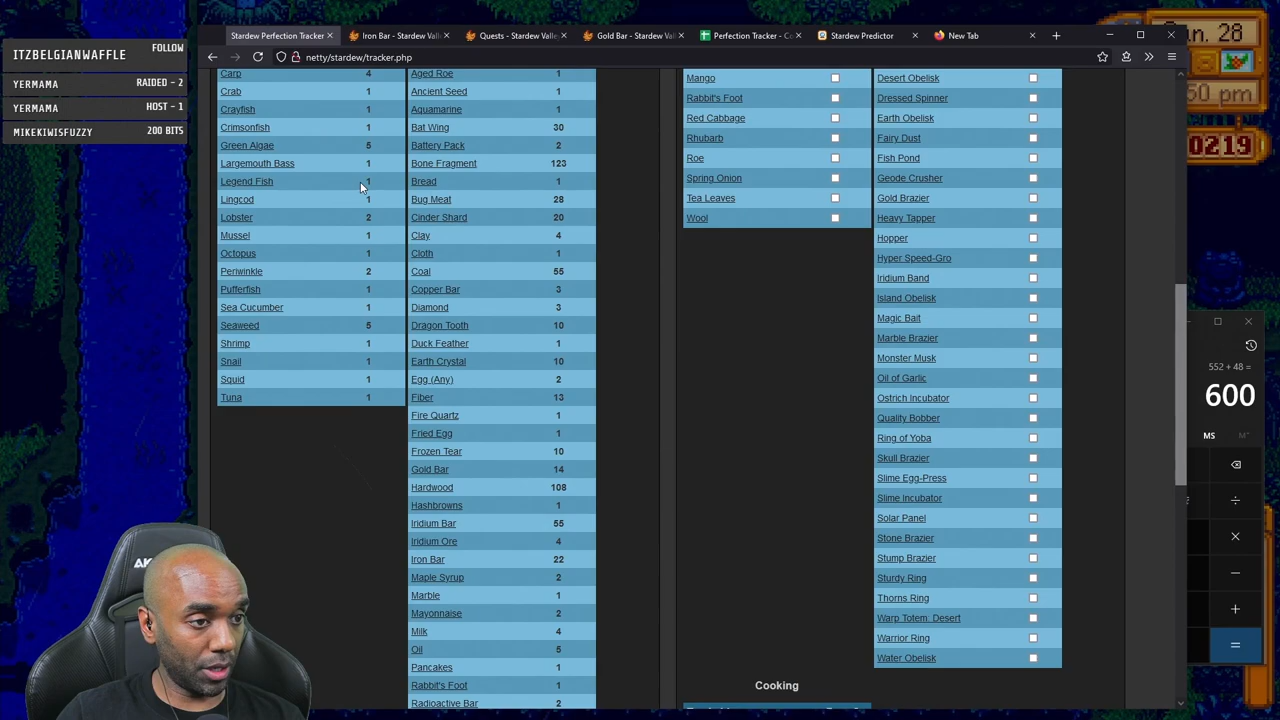 ITZBELGIANWAFFLE FOLLOW
YERMAMA RAIDED - 2
YERMAMA HOST - 1
MIKEKIWISFUZZY 200 BITS
Stardew Perfection Tracker
Iron Bar - Stardew Vall
Quests - Stardew Valle
Gold Bar - Stardew Vall
Perfection Tracker - Co
Stardew Predictor
New Tab
netty/stardew/tracker.php
Carp 4
Crab 1
Crayfish 1
Crimsonfish 1
Green Algae 5
Largemouth Bass 1
Legend Fish 1
Lingcod 1
Lobster 2
Mussel 1
Octopus 1
Periwinkle 2
Pufferfish 1
Sea Cucumber 1
Seaweed 5
Shrimp 1
Snail 1
Squid 1
Tuna 1
Aged Roe 1
Ancient Seed 1
Aquamarine 1
Bat Wing 30
Battery Pack 2
Bone Fragment 123
Bread 1
Bug Meat 28
Cinder Shard 20
Clay 4
Cloth 1
Coal 55
Copper Bar 3
Diamond 3
Dragon Tooth 10
Duck Feather 1
Earth Crystal 10
Egg (Any) 2
Fiber 13
Fire Quartz 1
Fried Egg 1
Frozen Tear 10
Gold Bar 14
Hardwood 108
Hashbrowns 1
Iridium Bar 55
Iridium Ore 4
Iron Bar 22
Maple Syrup 2
Marble 1
Mayonnaise 2
Milk 4
Oil 5
Pancakes 1
Rabbit's Foot 1
Radioactive Bar 2
Mango
Rabbit's Foot
Red Cabbage
Rhubarb
Roe
Spring Onion
Tea Leaves
Wool
Desert Obelisk
Dressed Spinner
Earth Obelisk
Fairy Dust
Fish Pond
Geode Crusher
Gold Brazier
Heavy Tapper
Hopper
Hyper Speed-Gro
Iridium Band
Island Obelisk
Magic Bait
Marble Brazier
Monster Musk
Oil of Garlic
Ostrich Incubator
Quality Bobber
Ring of Yoba
Skull Brazier
Slime Egg-Press
Slime Incubator
Solar Panel
Stone Brazier
Stump Brazier
Sturdy Ring
Thorns Ring
Warp Totem: Desert
Warrior Ring
Water Obelisk
Cooking
un. 28
50 pm
0219
552 + 48 =
600
MS
M˅
÷
×
−
+
=
AK